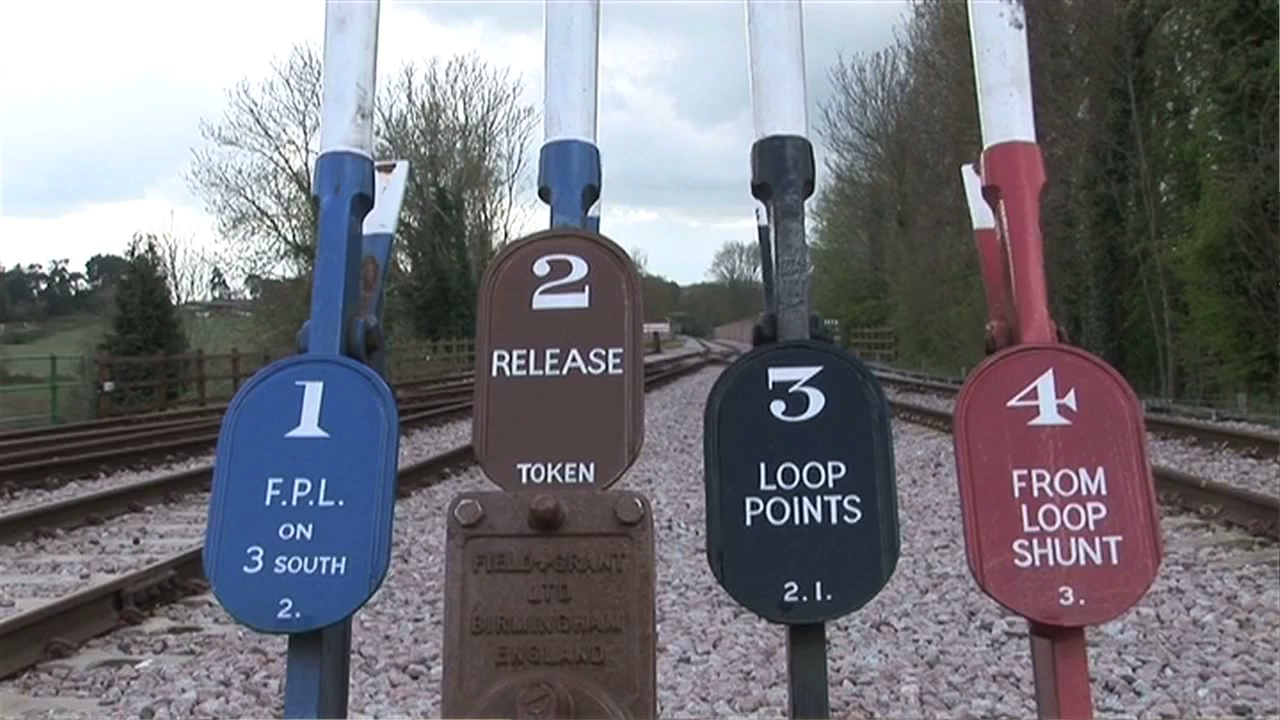 1
F.P.L.
ON
3 SOUTH
2.
2
RELEASE
TOKEN
FIELD & GRANT
LTD
BIRMINGHAM
ENGLAND
3
LOOP
POINTS
2.1.
4
FROM
LOOP
SHUNT
3.